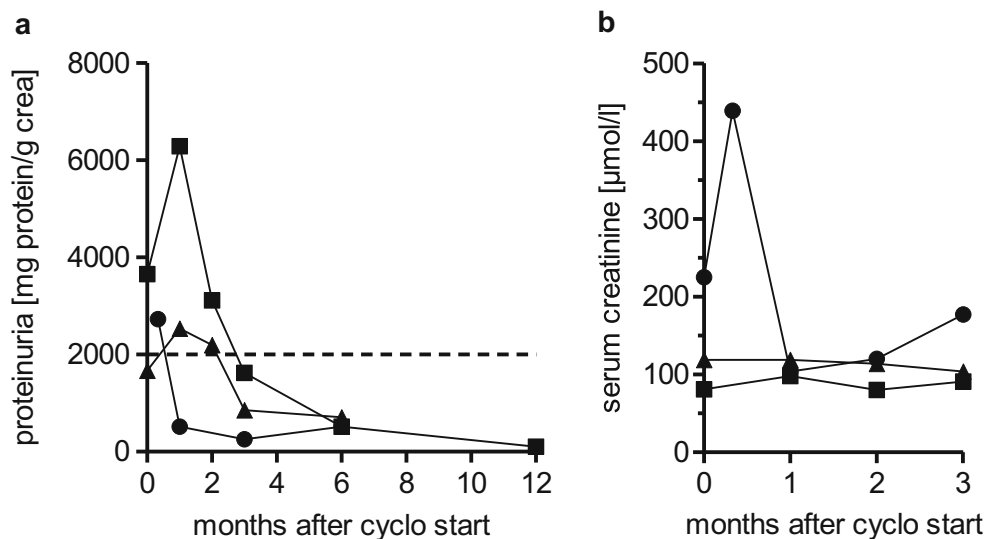 a
proteinuria [mg protein/g crea]
8000
6000
4000
2000
0
0 2 4 6 8 10 12
months after cyclo start
b
serum creatinine [µmol/l]
500
400
300
200
100
0
0 1 2 3
months after cyclo start